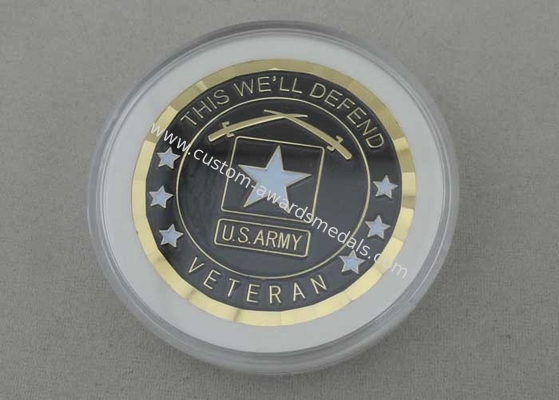 THIS WE'LL DEFEND
U.S. ARMY
VETERAN
www.custom-awardsmedals.com